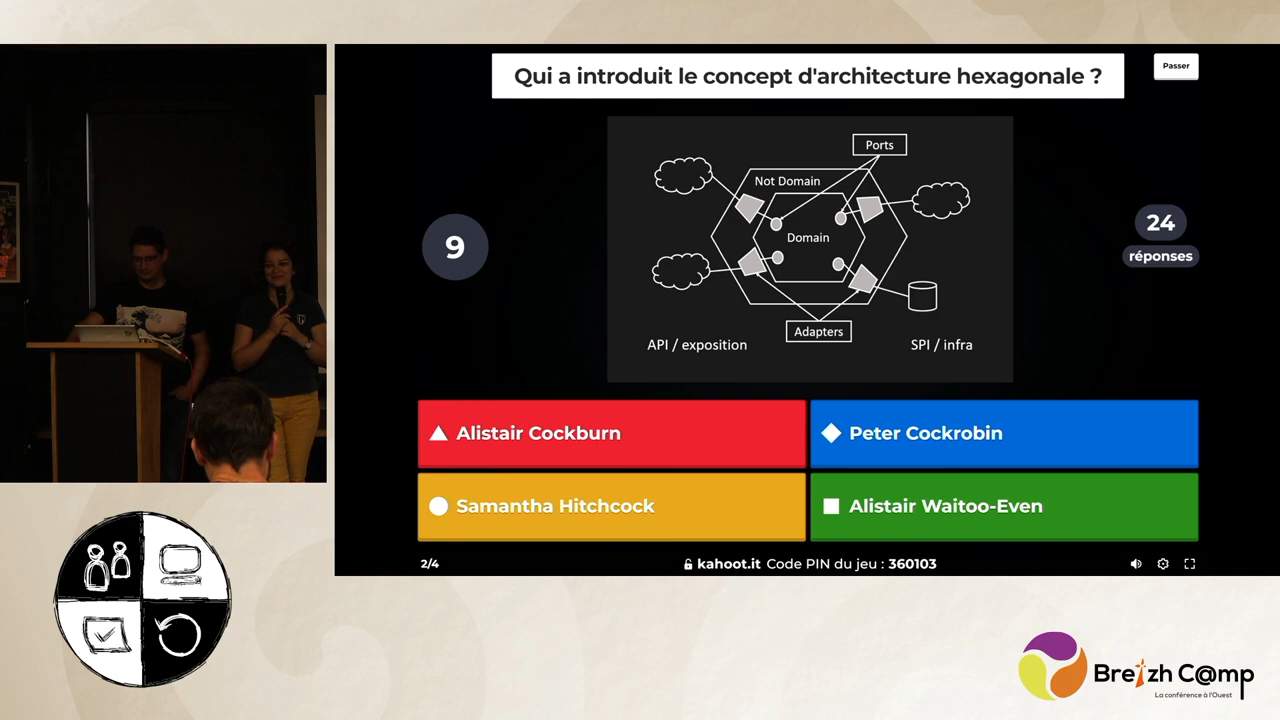 Qui a introduit le concept d'architecture hexagonale ?
Passer
Ports
Not Domain
Domain
Adapters
API / exposition
SPI / infra
9
24
réponses
Alistair Cockburn
Peter Cockrobin
Samantha Hitchcock
Alistair Waitoo-Even
2/4
kahoot.it Code PIN du jeu : 360103
Breizh C@mp
La conférence à l'Ouest